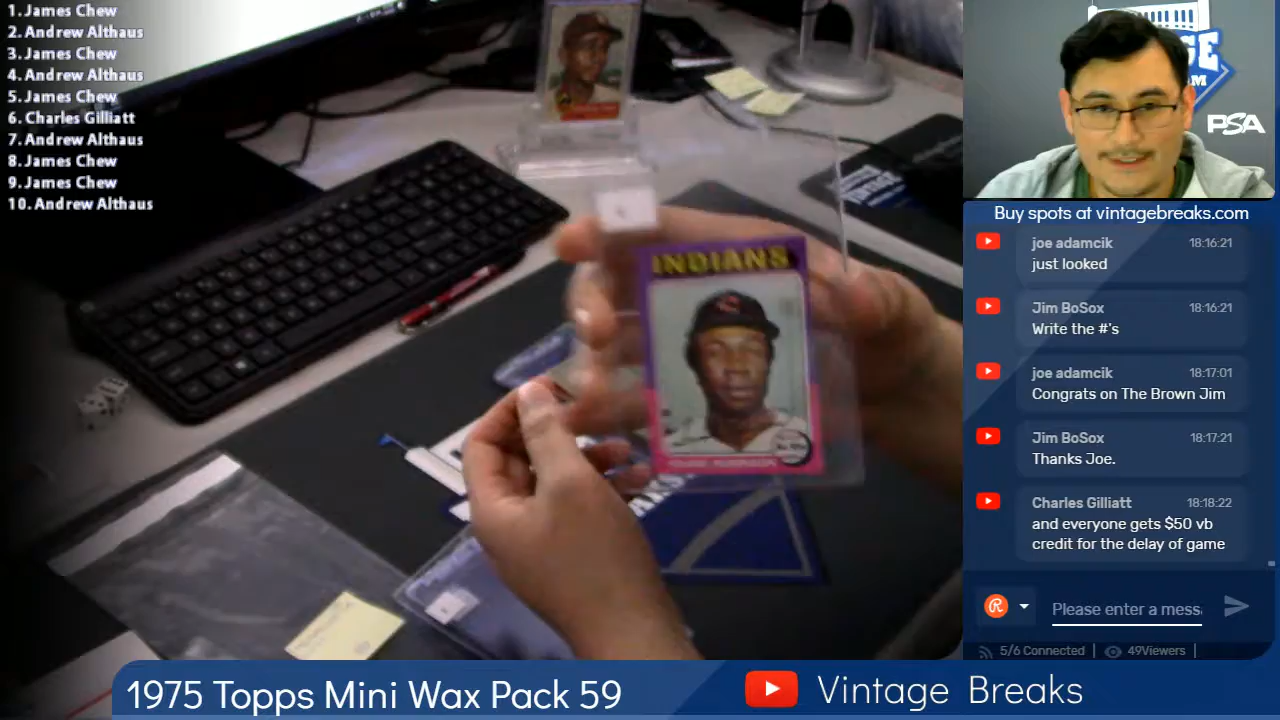 1. James Chew
2. Andrew Althaus
3. James Chew
4. Andrew Althaus
5. James Chew
6. Charles Gilliatt
7. Andrew Althaus
8. James Chew
9. James Chew
10. Andrew Althaus
INDIANS
PSA
Buy spots at vintagebreaks.com
joe adamcik 18:16:21
just looked
Jim BoSox 18:16:21
Write the #'s
joe adamcik 18:17:01
Congrats on The Brown Jim
Jim BoSox 18:17:21
Thanks Joe.
Charles Gilliatt 18:18:22
and everyone gets $50 vb
credit for the delay of game
Please enter a mess
5/6 Connected | 49Viewers |
1975 Topps Mini Wax Pack 59
Vintage Breaks